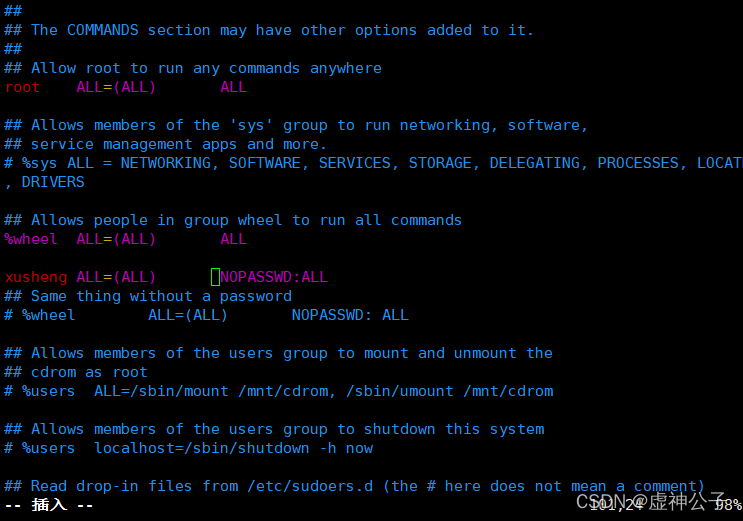 ##
## The COMMANDS section may have other options added to it.
##
## Allow root to run any commands anywhere
root    ALL=(ALL)       ALL

## Allows members of the 'sys' group to run networking, software,
## service management apps and more.
# %sys ALL = NETWORKING, SOFTWARE, SERVICES, STORAGE, DELEGATING, PROCESSES, LOCATE
, DRIVERS

## Allows people in group wheel to run all commands
%wheel  ALL=(ALL)       ALL

xusheng ALL=(ALL)       NOPASSWD:ALL
## Same thing without a password
# %wheel        ALL=(ALL)       NOPASSWD: ALL

## Allows members of the users group to mount and unmount the
## cdrom as root
# %users  ALL=/sbin/mount /mnt/cdrom, /sbin/umount /mnt/cdrom

## Allows members of the users group to shutdown this system
# %users  localhost=/sbin/shutdown -h now

## Read drop-in files from /etc/sudoers.d (the # here does not mean a comment)
-- 插入 --    101,24    98%
CSDN @虚神公子